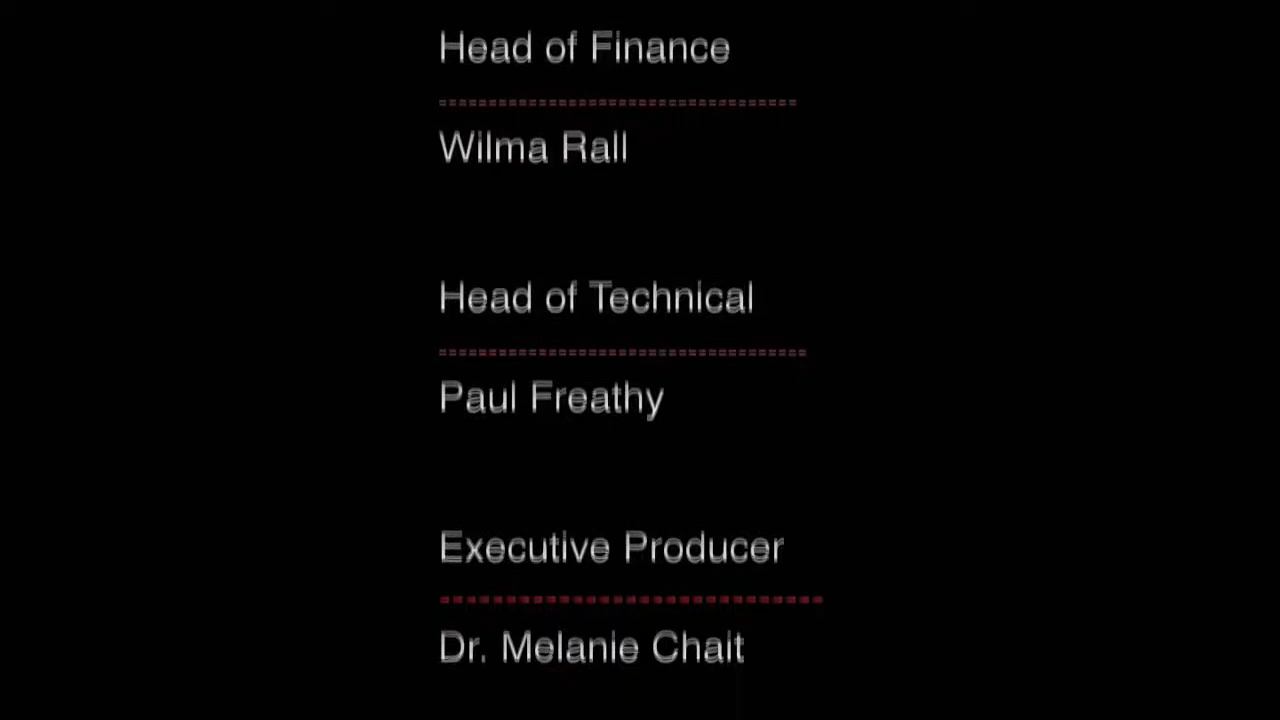 Head of Finance
Wilma Rall
Head of Technical
Paul Freathy
Executive Producer
Dr. Melanie Chait